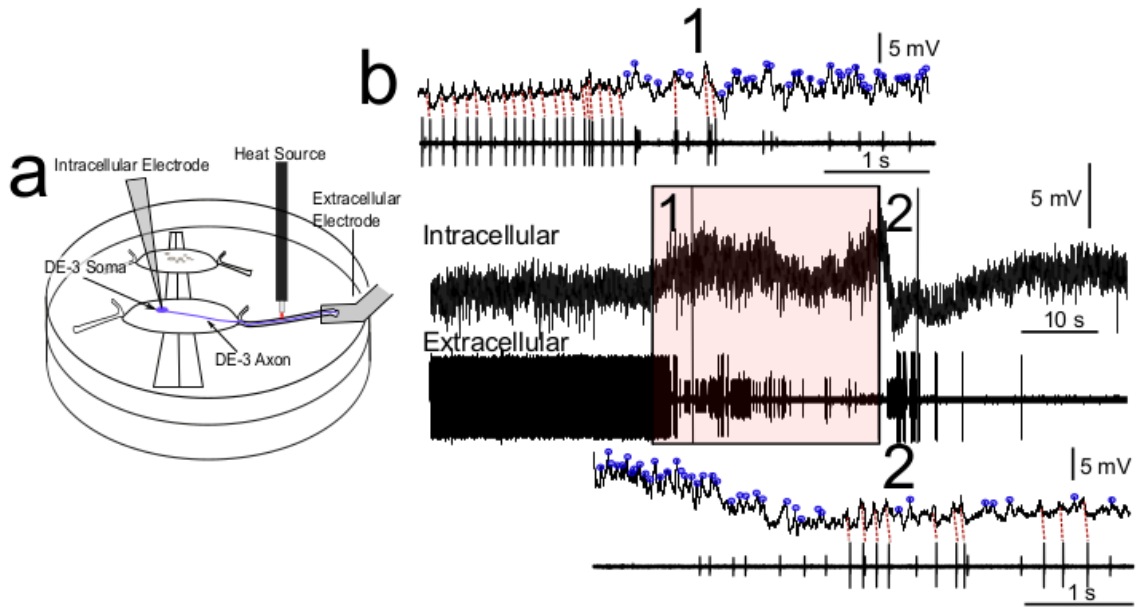 a
Intracellular Electrode
Heat Source
Extracellular
Electrode
DE-3 Soma
DE-3 Axon
b
1
5 mV
1 s
Intracellular
1
2
5 mV
10 s
Extracellular
2
5 mV
1 s